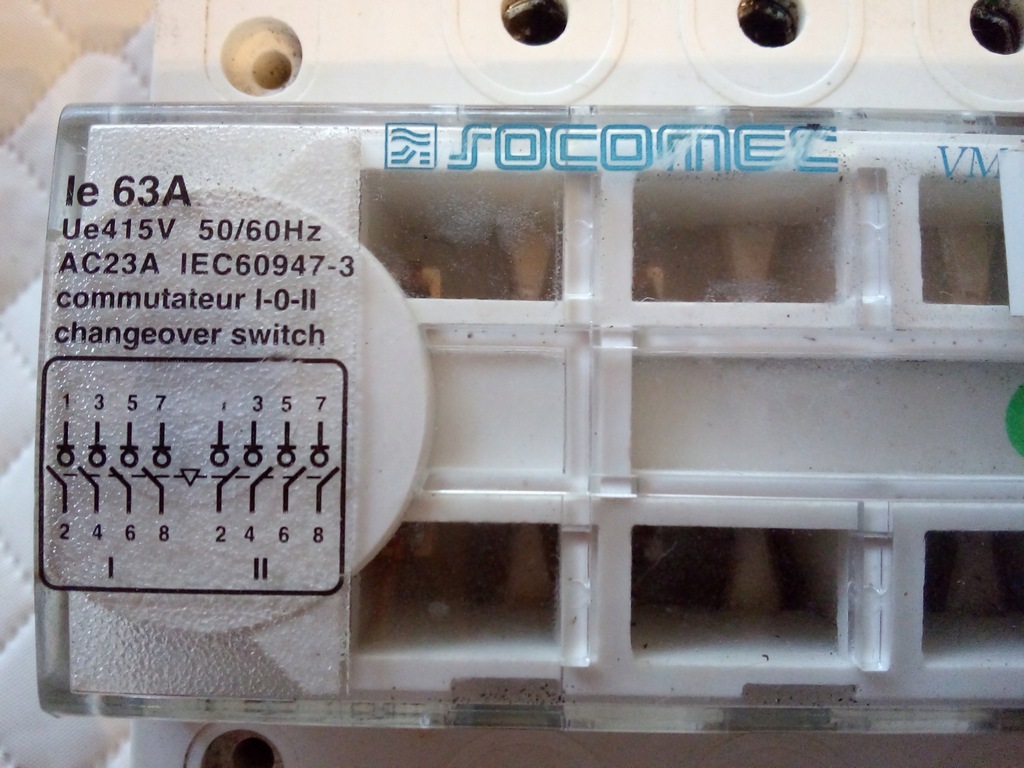 SOCOMEC
VM
Ie 63A
Ue415V 50/60Hz
AC23A IEC60947-3
commutateur I-0-II
changeover switch
1 3 5 7 3 5 7
2 4 6 8 2 4 6 8
I II